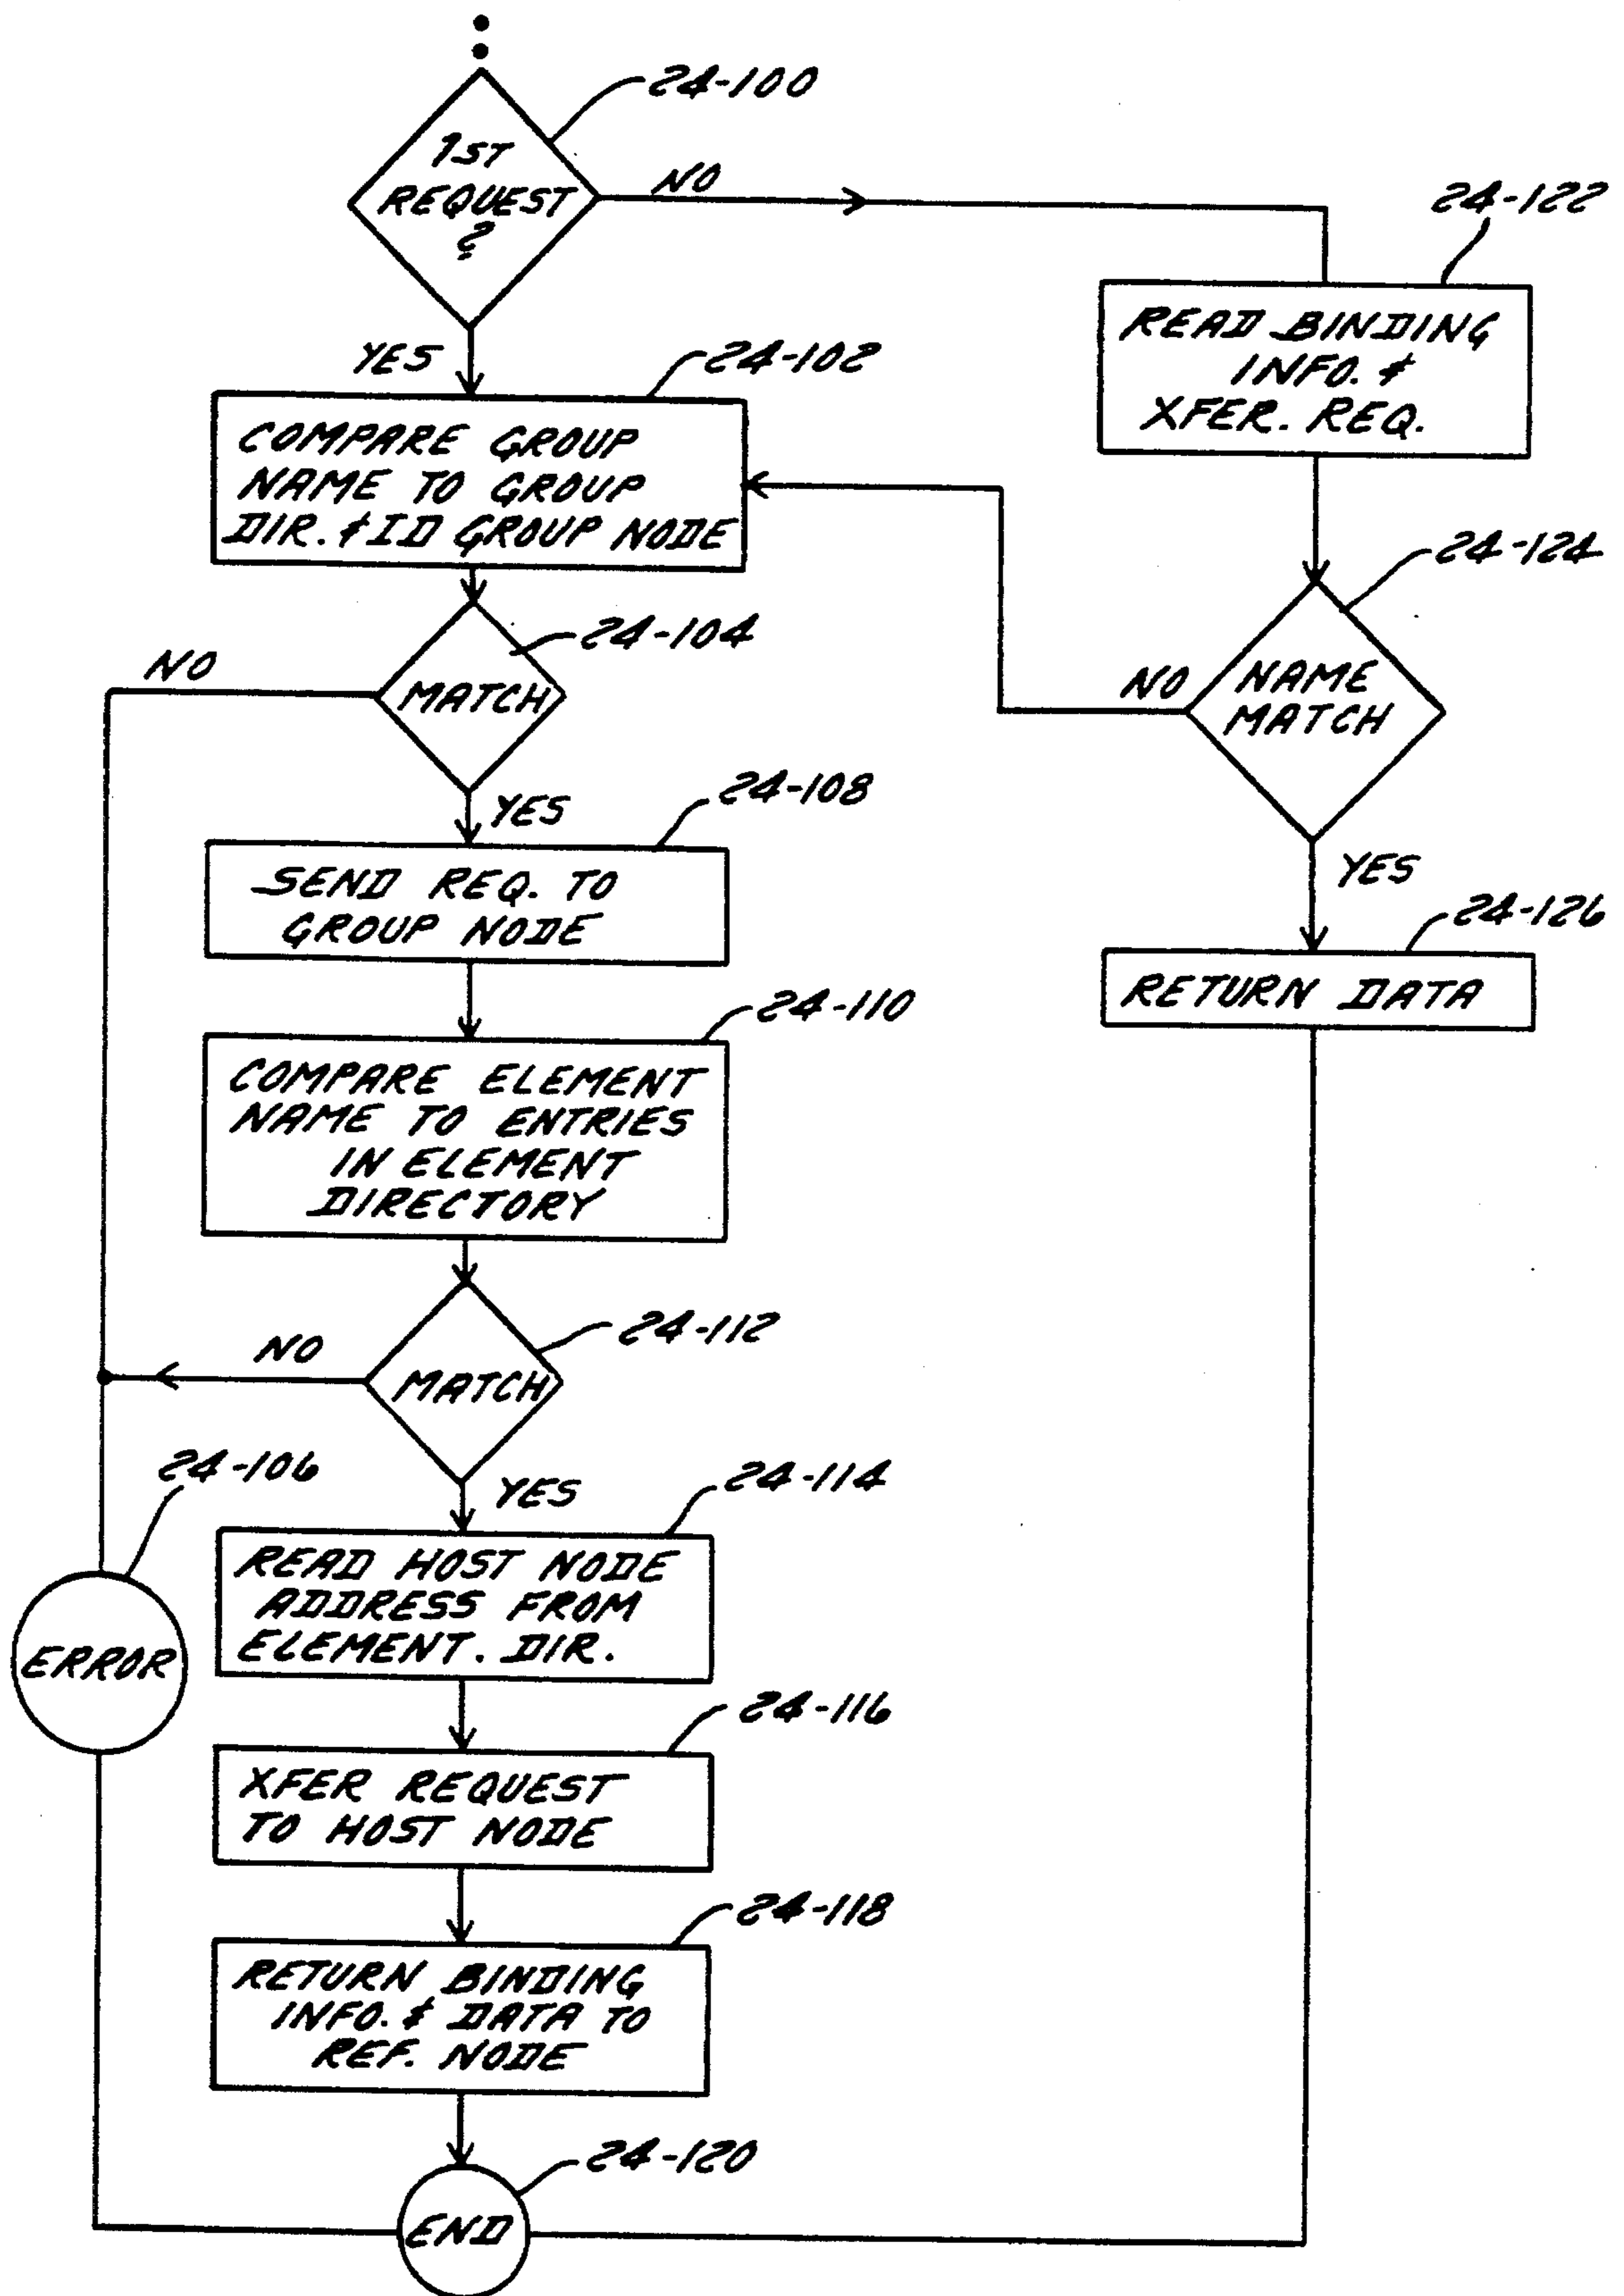 24-100
1ST
REQUEST
?
NO
24-122
READ BINDING
INFO. &
XFER. REQ.
YES
24-102
COMPARE GROUP
NAME TO GROUP
DIR. & ID GROUP NODE
24-124
NAME
MATCH
NO
YES
24-104
MATCH
NO
YES
24-108
SEND REQ. TO
GROUP NODE
24-126
RETURN DATA
24-110
COMPARE ELEMENT
NAME TO ENTRIES
IN ELEMENT
DIRECTORY
24-112
MATCH
NO
YES
24-106
ERROR
24-114
READ HOST NODE
ADDRESS FROM
ELEMENT. DIR.
24-116
XFER REQUEST
TO HOST NODE
24-118
RETURN BINDING
INFO. & DATA TO
REF. NODE
24-120
END